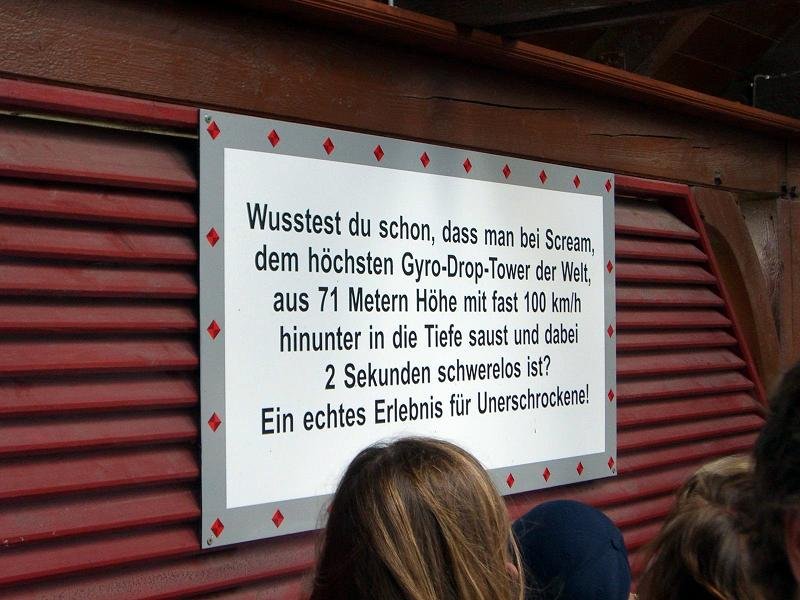 Wusstest du schon, dass man bei Scream,
dem höchsten Gyro-Drop-Tower der Welt,
aus 71 Metern Höhe mit fast 100 km/h
hinunter in die Tiefe saust und dabei
2 Sekunden schwerelos ist?
Ein echtes Erlebnis für Unerschrockene!